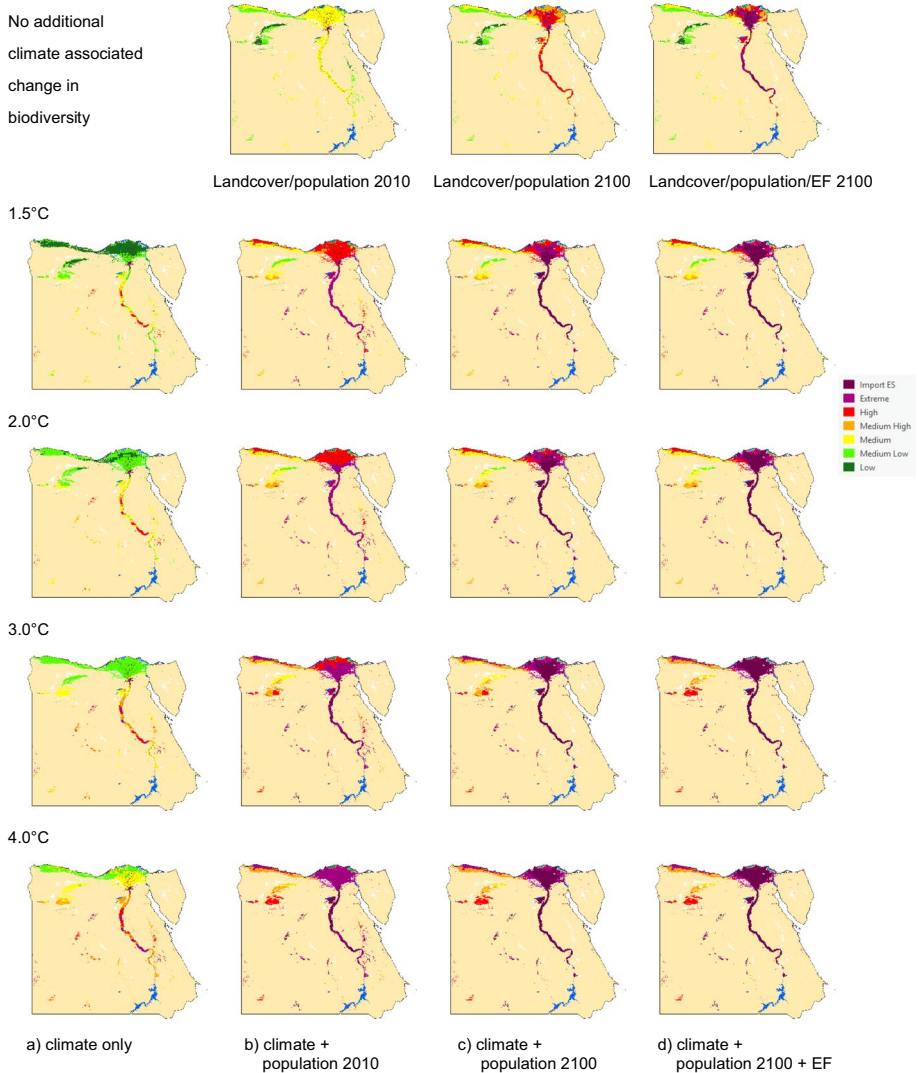 No additional
climate associated
change in
biodiversity
Landcover/population 2010
Landcover/population 2100
Landcover/population/EF 2100
1.5°C
2.0°C
Import ES
Extreme
High
Medium High
Medium
Medium Low
Low
3.0°C
4.0°C
a) climate only
b) climate +
population 2010
c) climate +
population 2100
d) climate +
population 2100 + EF